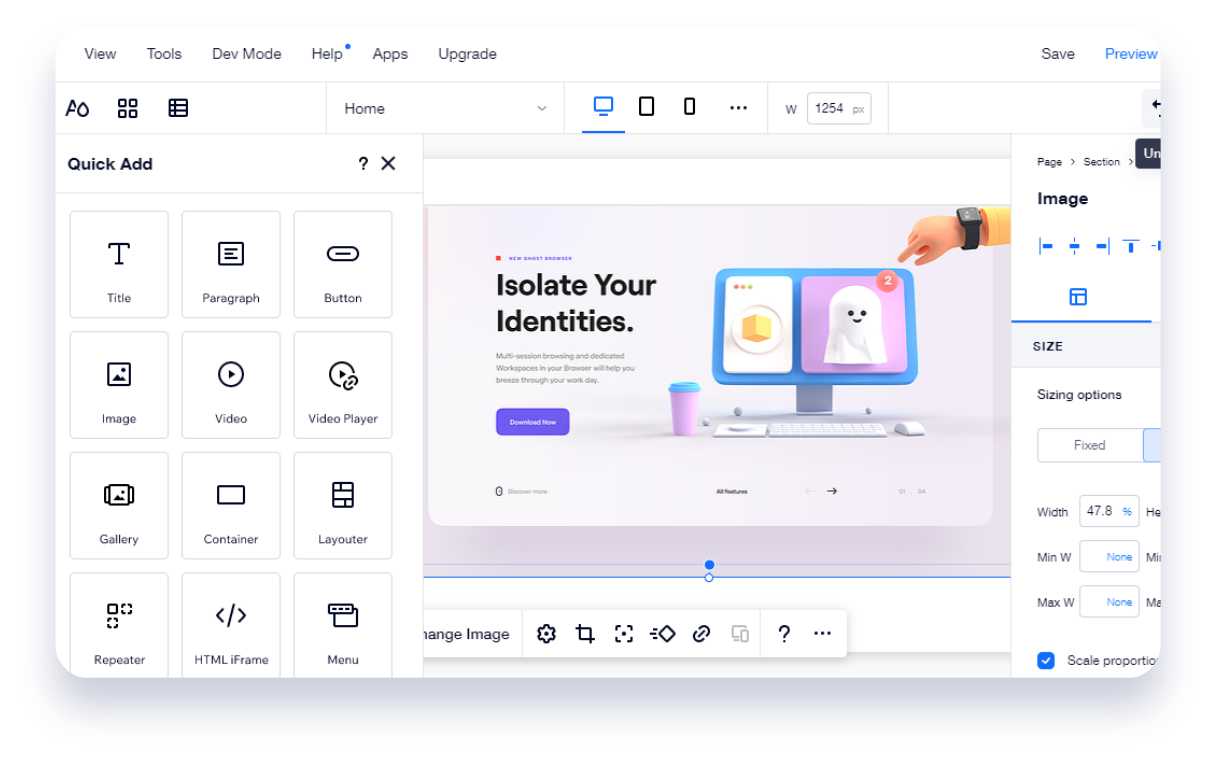 View Tools Dev Mode Help Apps Upgrade Save Preview
Home W 1254 px
Quick Add ?
Title Paragraph Button
Image Video Video Player
Gallery Container Layouter
Repeater HTML iFrame Menu
NEW GHOST BROWSER
Isolate Your
Identities.
Multi-session browsing and dedicated
Workspaces in your Browser will help you
breeze through your work day.
Download Now
2
Discover more All features 01 . 04
hange Image ?
Page > Section > Un
Image
SIZE
Sizing options
Fixed
Width 47.8 % He
Min W None Mi
Max W None Ma
Scale proportio